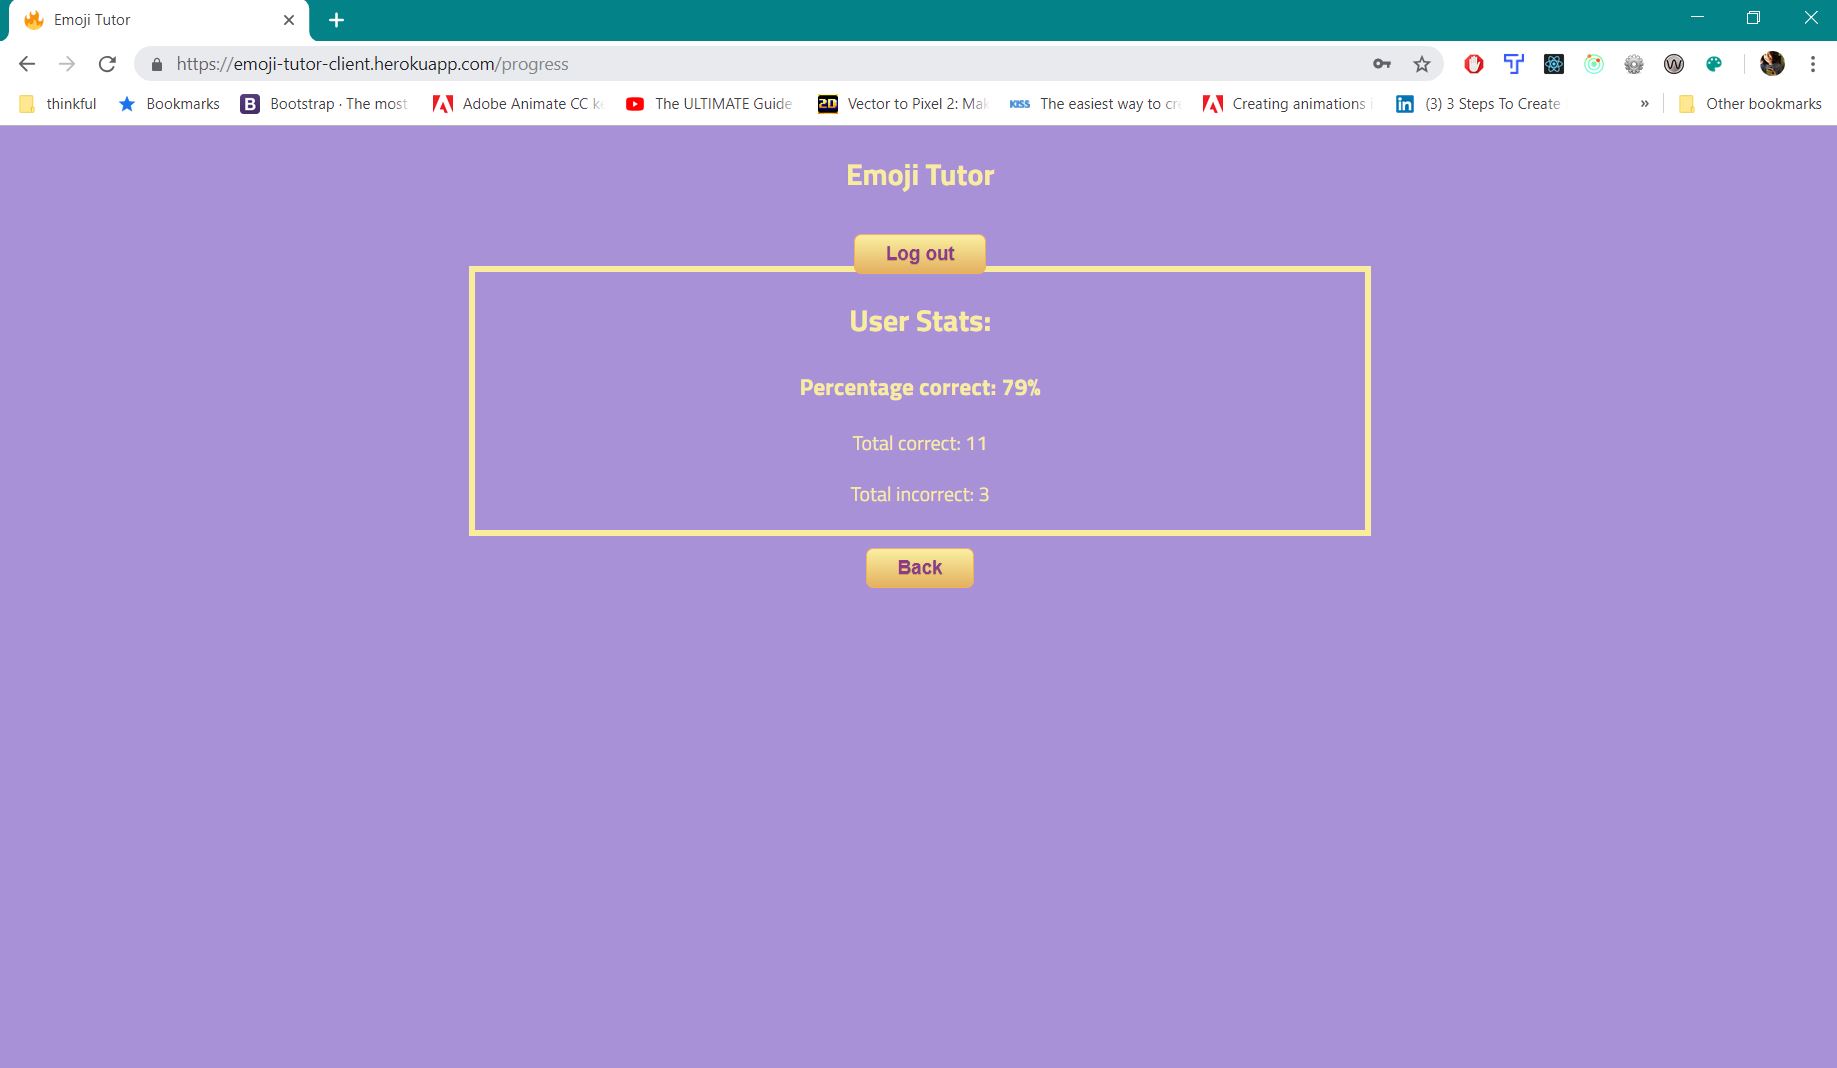 Emoji Tutor
https://emoji-tutor-client.herokuapp.com/progress
thinkful Bookmarks Bootstrap · The most Adobe Animate CC The ULTIMATE Guide Vector to Pixel 2: KISS The easiest way to Creating animations (3) 3 Steps To Create » Other bookmarks
Emoji Tutor
Log out
User Stats:
Percentage correct: 79%
Total correct: 11
Total incorrect: 3
Back